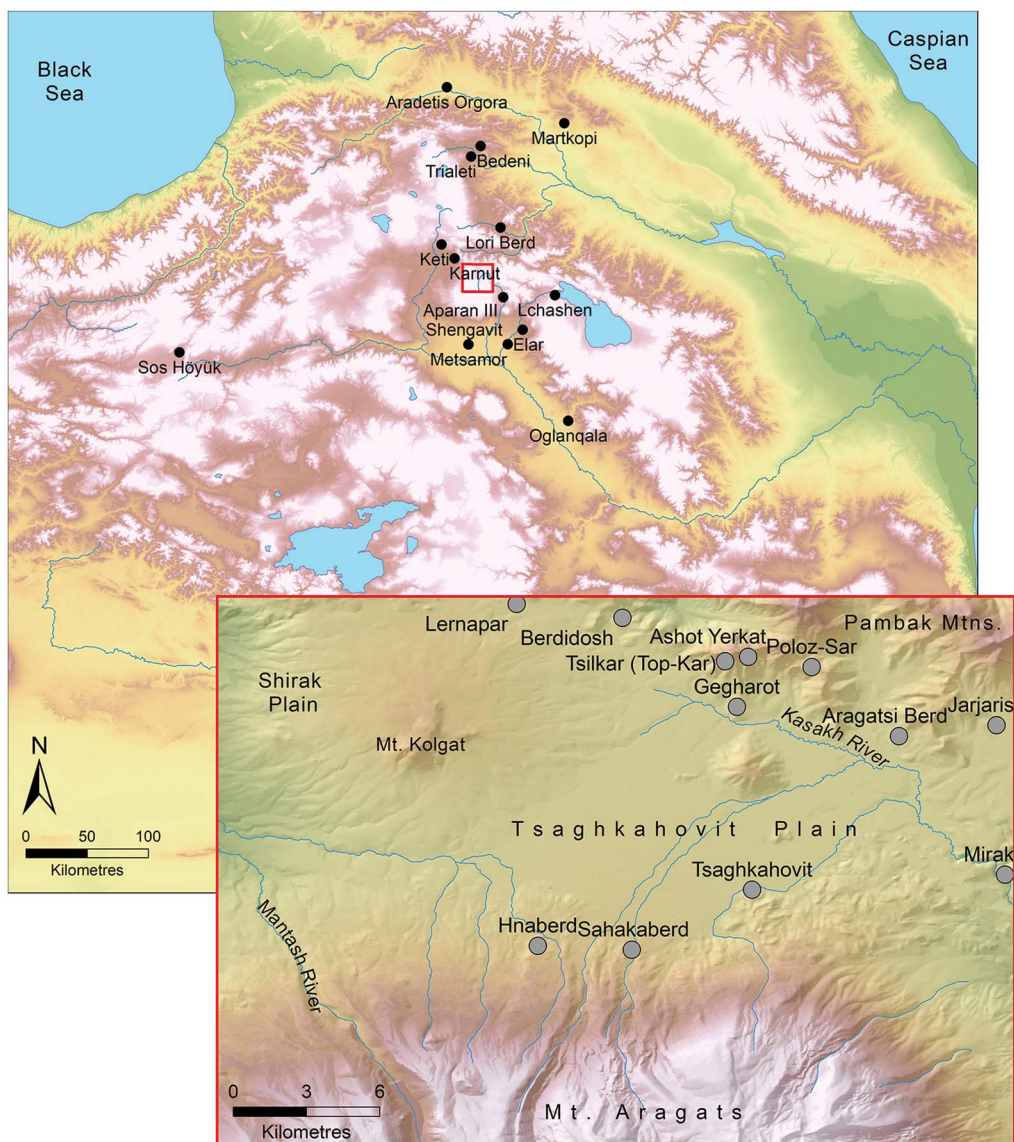 Black
Sea
Caspian
Sea
Aradetis Orgora
Martkopi
Bedeni
Trialeti
Lori Berd
Keti
Karnut
Aparan III
Lchashen
Shengavit
Elar
Metsamor
Sos Höyük
Oglanqala
N
0 50 100
Kilometres
Lernapar
Berdidosh
Ashot Yerkat
Pambak Mtns.
Tsilkar (Top-Kar)
Poloz-Sar
Shirak
Plain
Gegharot
Aragatsi Berd
Jarjaris
Kasakh River
Mt. Kolgat
Tsaghkahovit Plain
Mirak
Tsaghkahovit
Mantash River
Hnaberd
Sahakaberd
0 3 6
Kilometres
Mt. Aragats